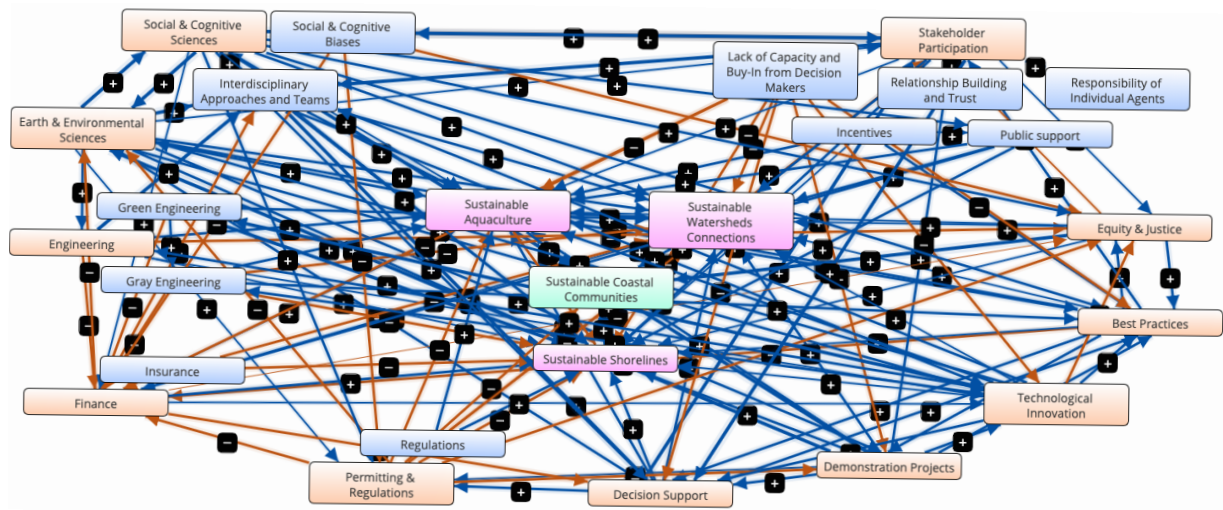 Social & Cognitive
Sciences
Social & Cognitive
Biases
Stakeholder
Participation
Lack of Capacity and
Buy-In from Decision
Makers
Interdisciplinary
Approaches and Teams
Relationship Building
and Trust
Responsibility of
Individual Agents
Earth & Environmental
Sciences
Incentives
Public support
Green Engineering
Sustainable
Aquaculture
Sustainable
Watersheds
Connections
Equity & Justice
Engineering
Gray Engineering
Sustainable Coastal
Communities
Best Practices
Sustainable Shorelines
Insurance
Finance
Technological
Innovation
Regulations
Permitting &
Regulations
Demonstration Projects
Decision Support